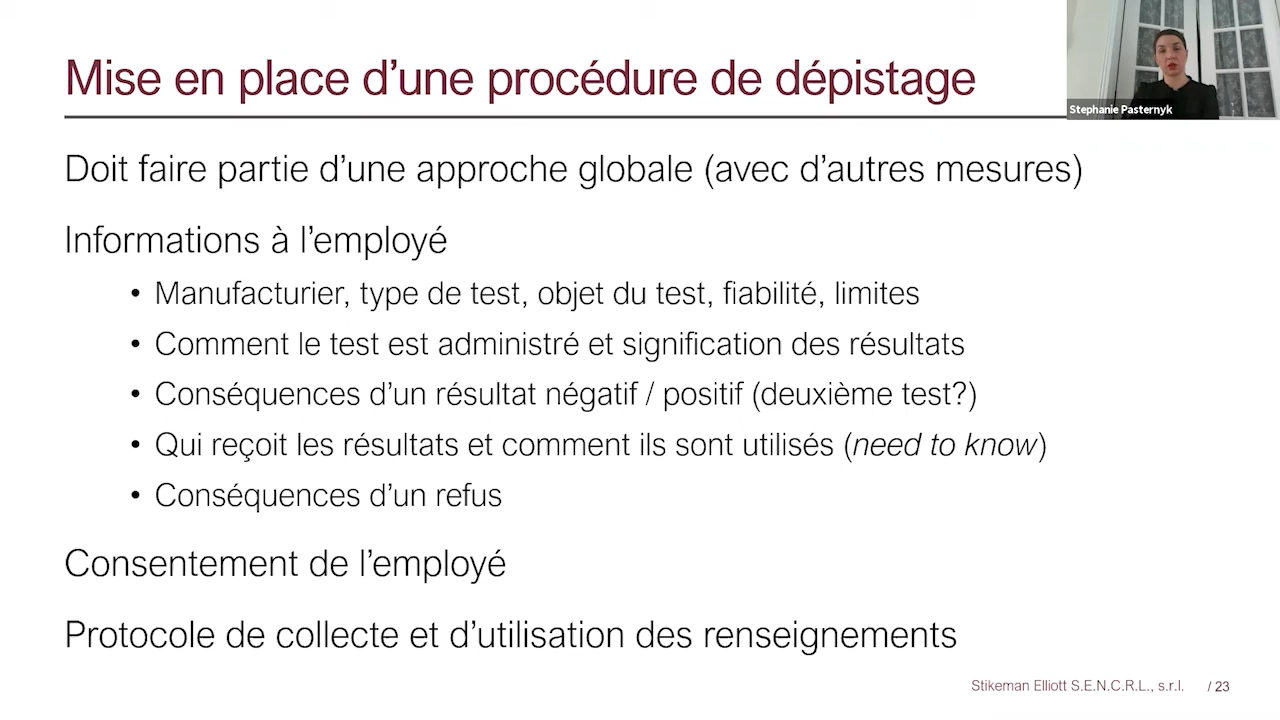 Mise en place d’une procédure de dépistage
Stephanie Pasternyk
Doit faire partie d’une approche globale (avec d’autres mesures)
Informations à l’employé
• Manufacturier, type de test, objet du test, fiabilité, limites
• Comment le test est administré et signification des résultats
• Conséquences d’un résultat négatif / positif (deuxième test?)
• Qui reçoit les résultats et comment ils sont utilisés (need to know)
• Conséquences d’un refus
Consentement de l’employé
Protocole de collecte et d’utilisation des renseignements
Stikeman Elliott S.E.N.C.R.L., s.r.l. / 23